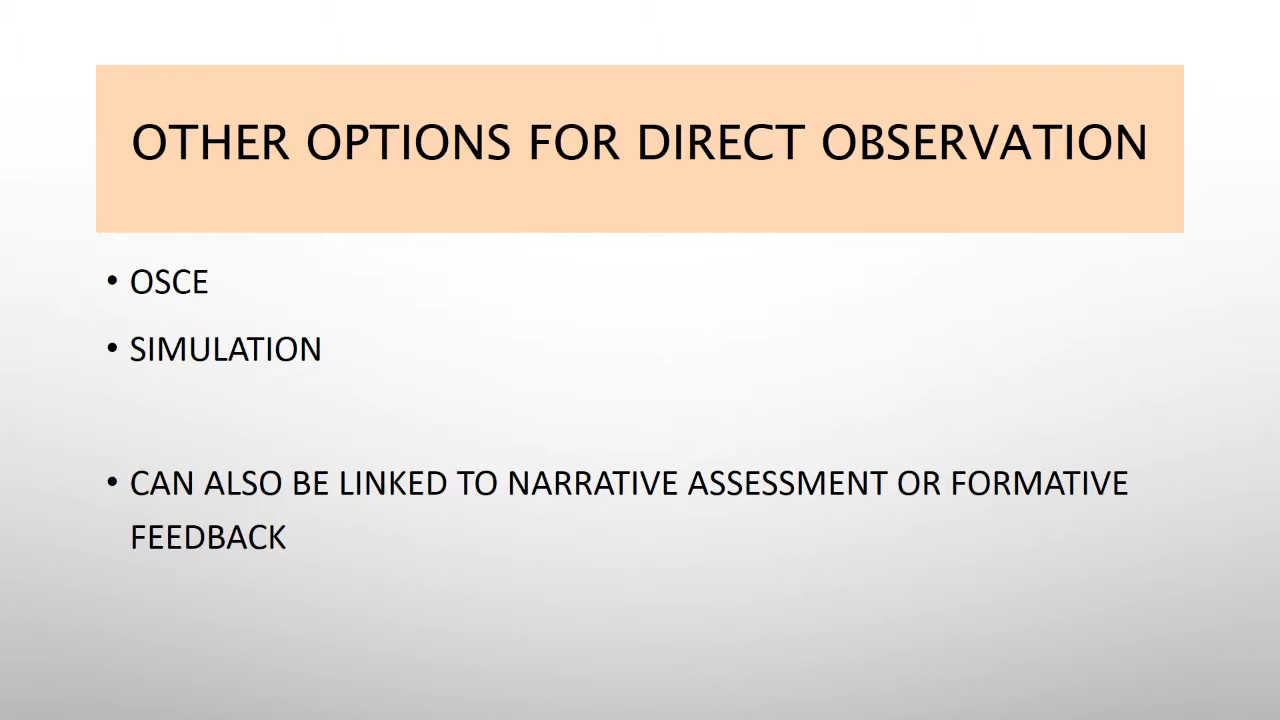 OTHER OPTIONS FOR DIRECT OBSERVATION
• OSCE
• SIMULATION
• CAN ALSO BE LINKED TO NARRATIVE ASSESSMENT OR FORMATIVE
FEEDBACK